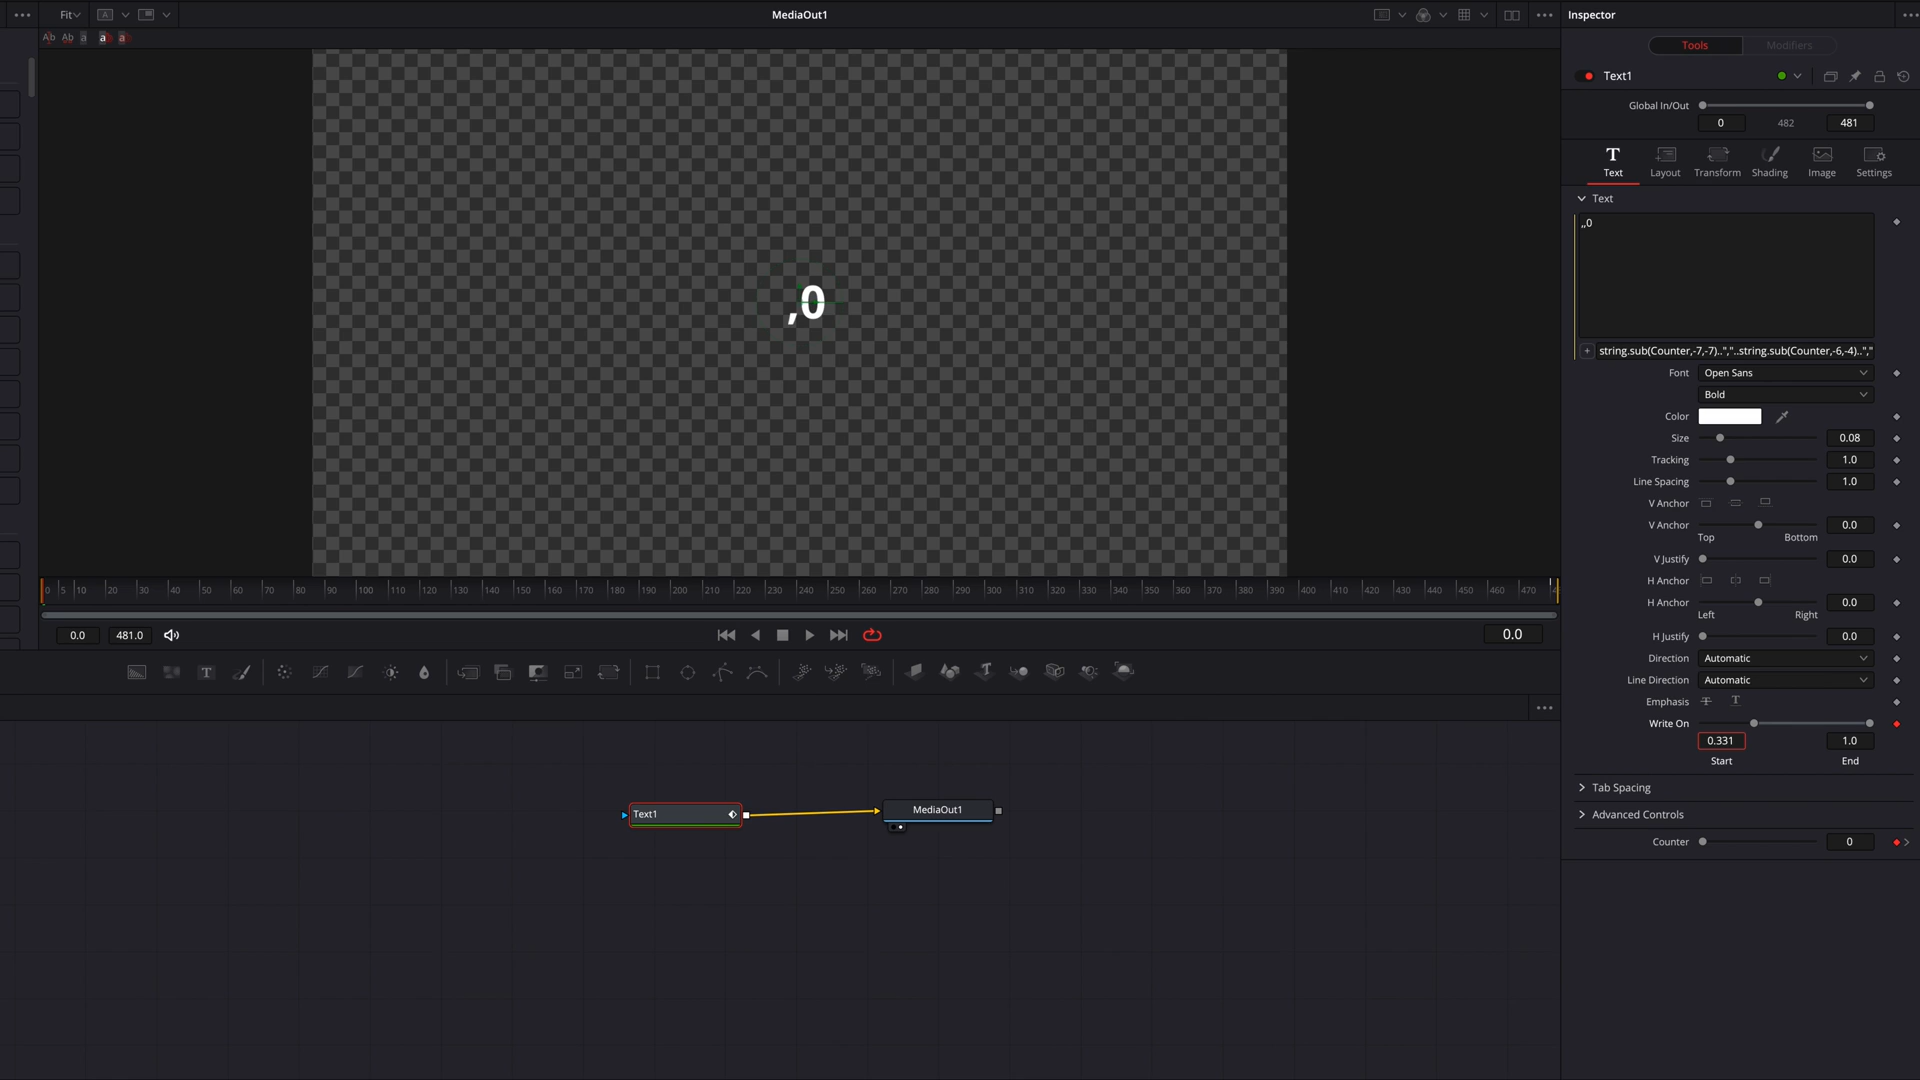 Fit
A
MediaOut1
Inspector
Ab
Ab
a
a
a
Tools
Modifiers
Text1
Global In/Out
0
482
481
T
Text
Layout
Transform
Shading
Image
Settings
Text
,,0
,0
string.sub(Counter,-7,-7)..","..string.sub(Counter,-6,-4)..","
Font
Open Sans
Bold
Color
Size
0.08
Tracking
1.0
Line Spacing
1.0
V Anchor
V Anchor
0.0
Top
Bottom
V Justify
0.0
H Anchor
H Anchor
0.0
Left
Right
H Justify
0.0
Direction
Automatic
Line Direction
Automatic
Emphasis
Write On
0.331
1.0
Start
End
Tab Spacing
Advanced Controls
Counter
0
0 5 10 20 30 40 50 60 70 80 90 100 110 120 130 140 150 160 170 180 190 200 210 220 230 240 250 260 270 280 290 300 310 320 330 340 350 360 370 380 390 400 410 420 430 440 450 460 470
0.0
481.0
0.0
Text1
MediaOut1